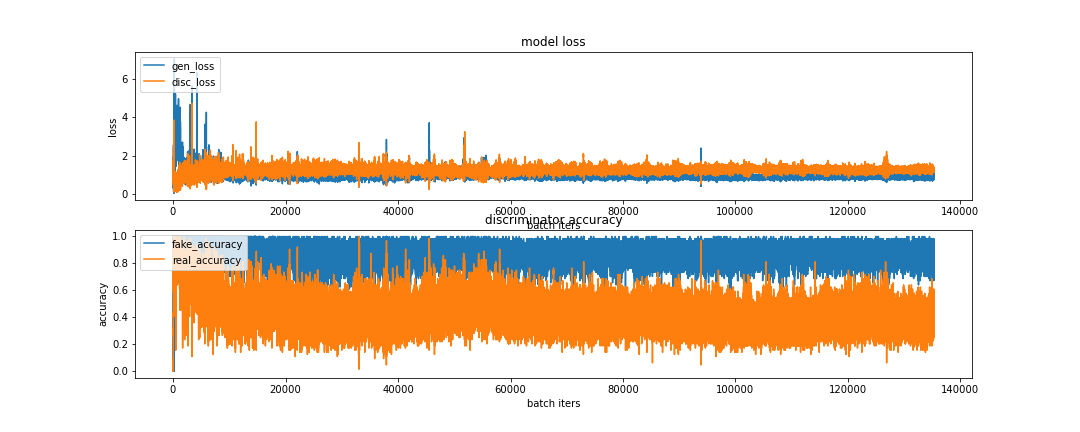 model loss
gen_loss
disc_loss
6
4
2
0
loss
0
20000
40000
60000
80000
100000
120000
140000
batch iters
discriminator accuracy
fake_accuracy
real_accuracy
1.0
0.8
0.6
0.4
0.2
0.0
accuracy
0
20000
40000
60000
80000
100000
120000
140000
batch iters